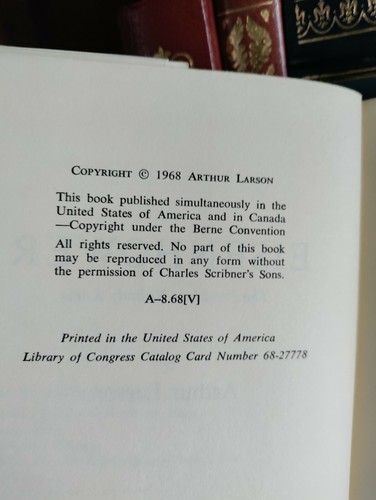 COPYRIGHT © 1968 ARTHUR LARSON
This book published simultaneously in the
United States of America and in Canada
—Copyright under the Berne Convention
All rights reserved. No part of this book
may be reproduced in any form without
the permission of Charles Scribner's Sons.
A–8.68[V]
Printed in the United States of America
Library of Congress Catalog Card Number 68-27778